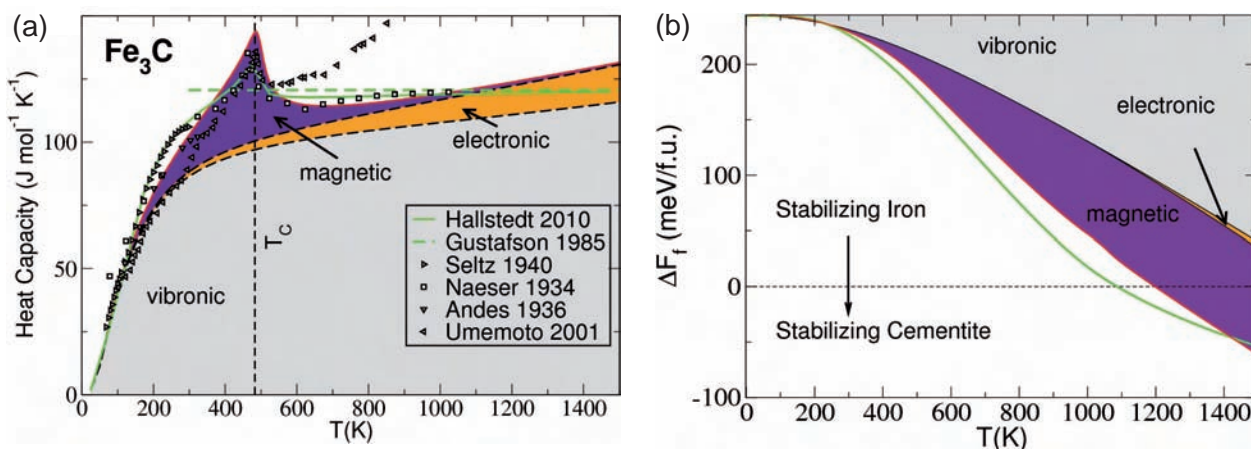 (a)
Fe₃C
Heat Capacity (J mol⁻¹ K⁻¹)
100
50
0
0 200 400 600 800 1000 1200 1400
T(K)
vibronic
magnetic
electronic
T_C
Hallstedt 2010
Gustafson 1985
Seltz 1940
Naeser 1934
Andes 1936
Umemoto 2001
(b)
ΔF_f (meV/f.u.)
200
100
0
-100
0 200 400 600 800 1000 1200 1400
T(K)
vibronic
electronic
magnetic
Stabilizing Iron
Stabilizing Cementite